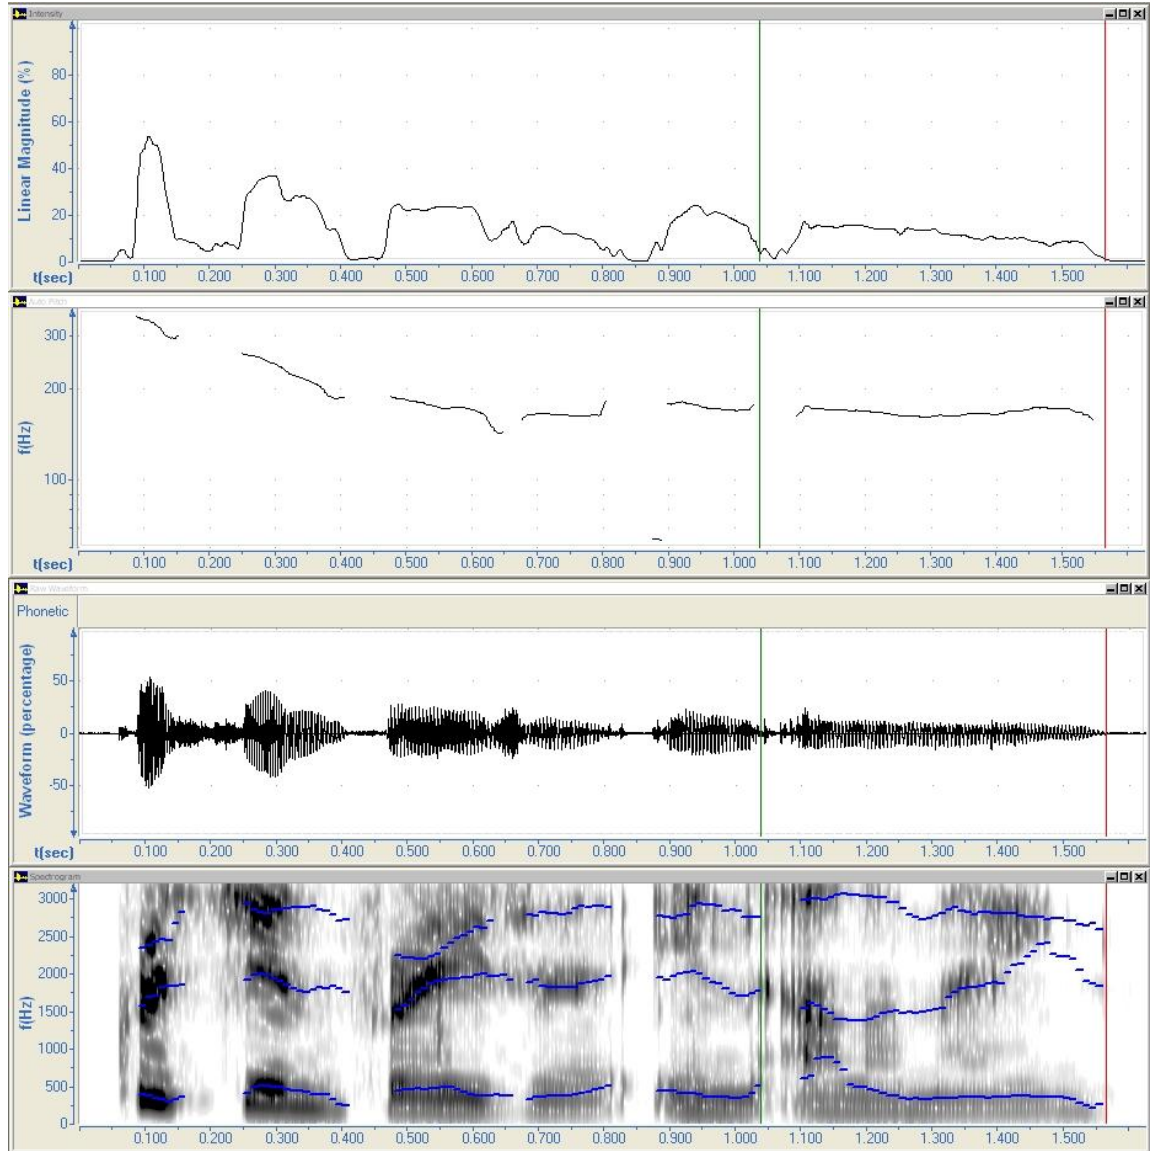 Intensity
Linear Magnitude (%)
80
60
40
20
0
t(sec) 0.100 0.200 0.300 0.400 0.500 0.600 0.700 0.800 0.900 1.000 1.100 1.200 1.300 1.400 1.500
Auto Pitch
f(Hz)
300
200
100
t(sec) 0.100 0.200 0.300 0.400 0.500 0.600 0.700 0.800 0.900 1.000 1.100 1.200 1.300 1.400 1.500
Raw Waveform
Phonetic
Waveform (percentage)
50
0
-50
t(sec) 0.100 0.200 0.300 0.400 0.500 0.600 0.700 0.800 0.900 1.000 1.100 1.200 1.300 1.400 1.500
Spectrogram
f(Hz)
3000
2500
2000
1500
1000
500
0
t(sec) 0.100 0.200 0.300 0.400 0.500 0.600 0.700 0.800 0.900 1.000 1.100 1.200 1.300 1.400 1.500